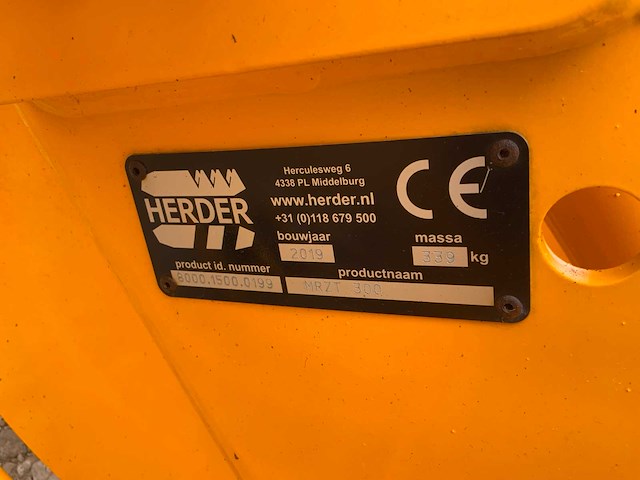 HERDER
Herculesweg 6
4338 PL Middelburg
www.herder.nl
+31 (0)118 679 500
CE
bouwjaar
2019
massa
339 kg
product id. nummer
6000.1500.0199
productnaam
MRZT 300